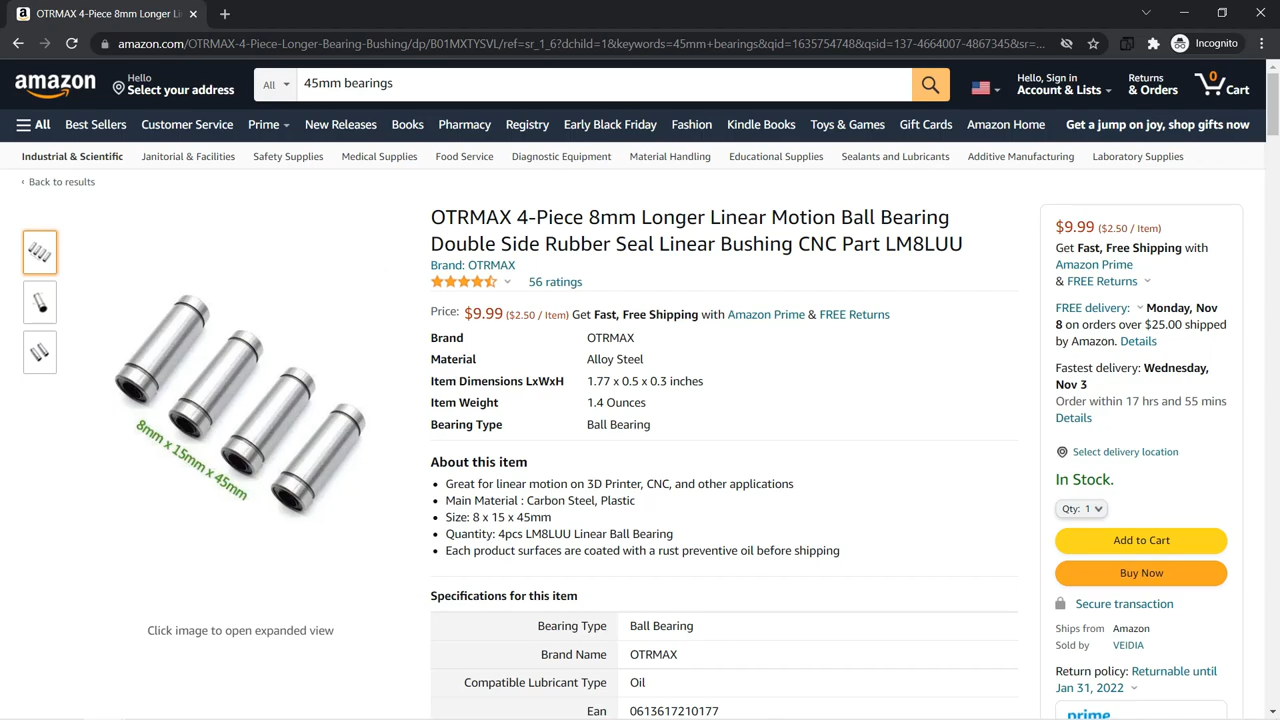 OTRMAX 4-Piece 8mm Longer Li
amazon.com/OTRMAX-4-Piece-Longer-Bearing-Bushing/dp/B01MXTYSVL/ref=sr_1_6?dchild=1&keywords=45mm+bearings&qid=1635754748&qsid=137-4664007-4867345&sr=...
Incognito
amazon
Hello
Select your address
All
45mm bearings
Hello, Sign in
Account & Lists
Returns
& Orders
0
Cart
All
Best Sellers
Customer Service
Prime
New Releases
Books
Pharmacy
Registry
Early Black Friday
Fashion
Kindle Books
Toys & Games
Gift Cards
Amazon Home
Get a jump on joy, shop gifts now
Industrial & Scientific
Janitorial & Facilities
Safety Supplies
Medical Supplies
Food Service
Diagnostic Equipment
Material Handling
Educational Supplies
Sealants and Lubricants
Additive Manufacturing
Laboratory Supplies
‹ Back to results
8mm x 15mm x 45mm
Click image to open expanded view
OTRMAX 4-Piece 8mm Longer Linear Motion Ball Bearing
Double Side Rubber Seal Linear Bushing CNC Part LM8LUU
Brand: OTRMAX
56 ratings
Price: $9.99 ($2.50 / Item) Get Fast, Free Shipping with Amazon Prime & FREE Returns
Brand OTRMAX
Material Alloy Steel
Item Dimensions LxWxH 1.77 x 0.5 x 0.3 inches
Item Weight 1.4 Ounces
Bearing Type Ball Bearing
About this item
• Great for linear motion on 3D Printer, CNC, and other applications
• Main Material : Carbon Steel, Plastic
• Size: 8 x 15 x 45mm
• Quantity: 4pcs LM8LUU Linear Ball Bearing
• Each product surfaces are coated with a rust preventive oil before shipping
Specifications for this item
Bearing Type Ball Bearing
Brand Name OTRMAX
Compatible Lubricant Type Oil
Ean 0613617210177
$9.99 ($2.50 / Item)
Get Fast, Free Shipping with
Amazon Prime
& FREE Returns
FREE delivery: Monday, Nov
8 on orders over $25.00 shipped
by Amazon. Details
Fastest delivery: Wednesday,
Nov 3
Order within 17 hrs and 55 mins
Details
Select delivery location
In Stock.
Qty: 1
Add to Cart
Buy Now
Secure transaction
Ships from Amazon
Sold by VEIDIA
Return policy: Returnable until
Jan 31, 2022
prime